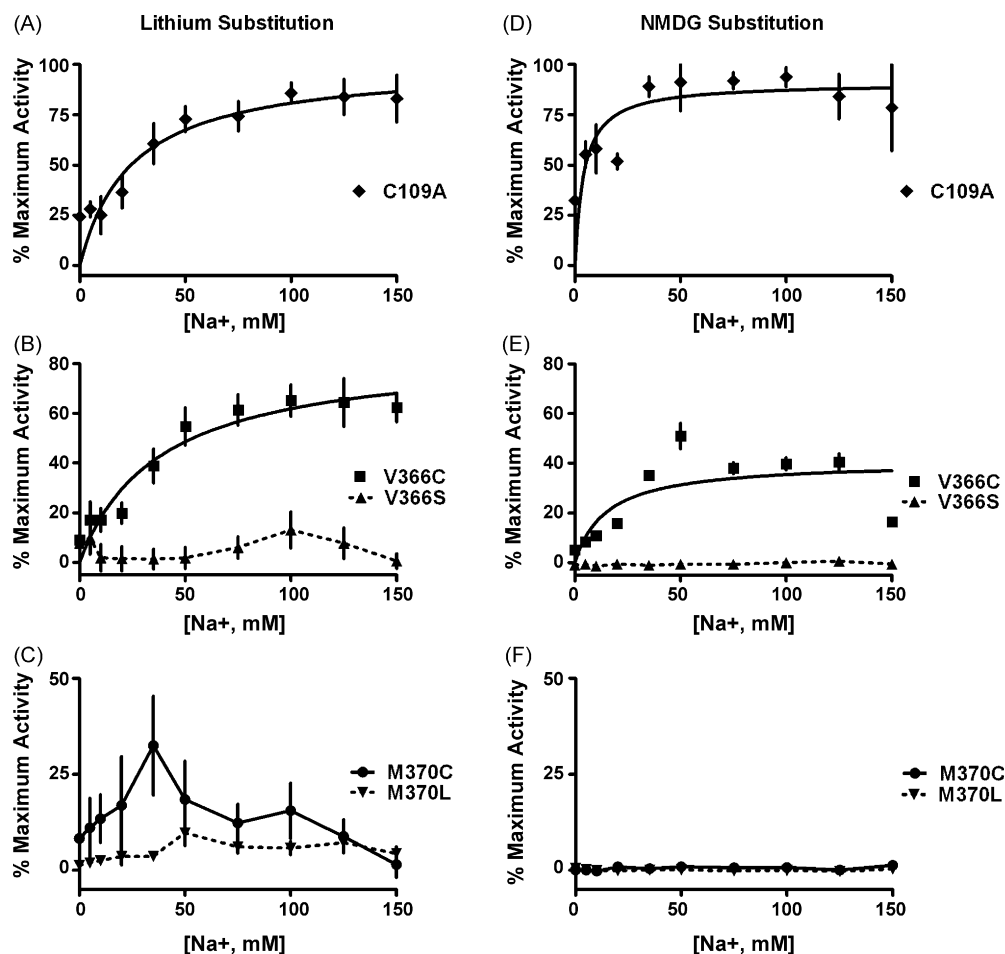 (A) Lithium Substitution
% Maximum Activity
100
75
50
25
0
C109A
0 50 100 150
[Na+, mM]
(D) NMDG Substitution
% Maximum Activity
100
75
50
25
0
C109A
0 50 100 150
[Na+, mM]
(B)
% Maximum Activity
80
60
40
20
0
V366C
V366S
0 50 100 150
[Na+, mM]
(E)
% Maximum Activity
80
60
40
20
0
V366C
V366S
0 50 100 150
[Na+, mM]
(C)
% Maximum Activity
50
25
0
M370C
M370L
0 50 100 150
[Na+, mM]
(F)
% Maximum Activity
50
25
0
M370C
M370L
0 50 100 150
[Na+, mM]